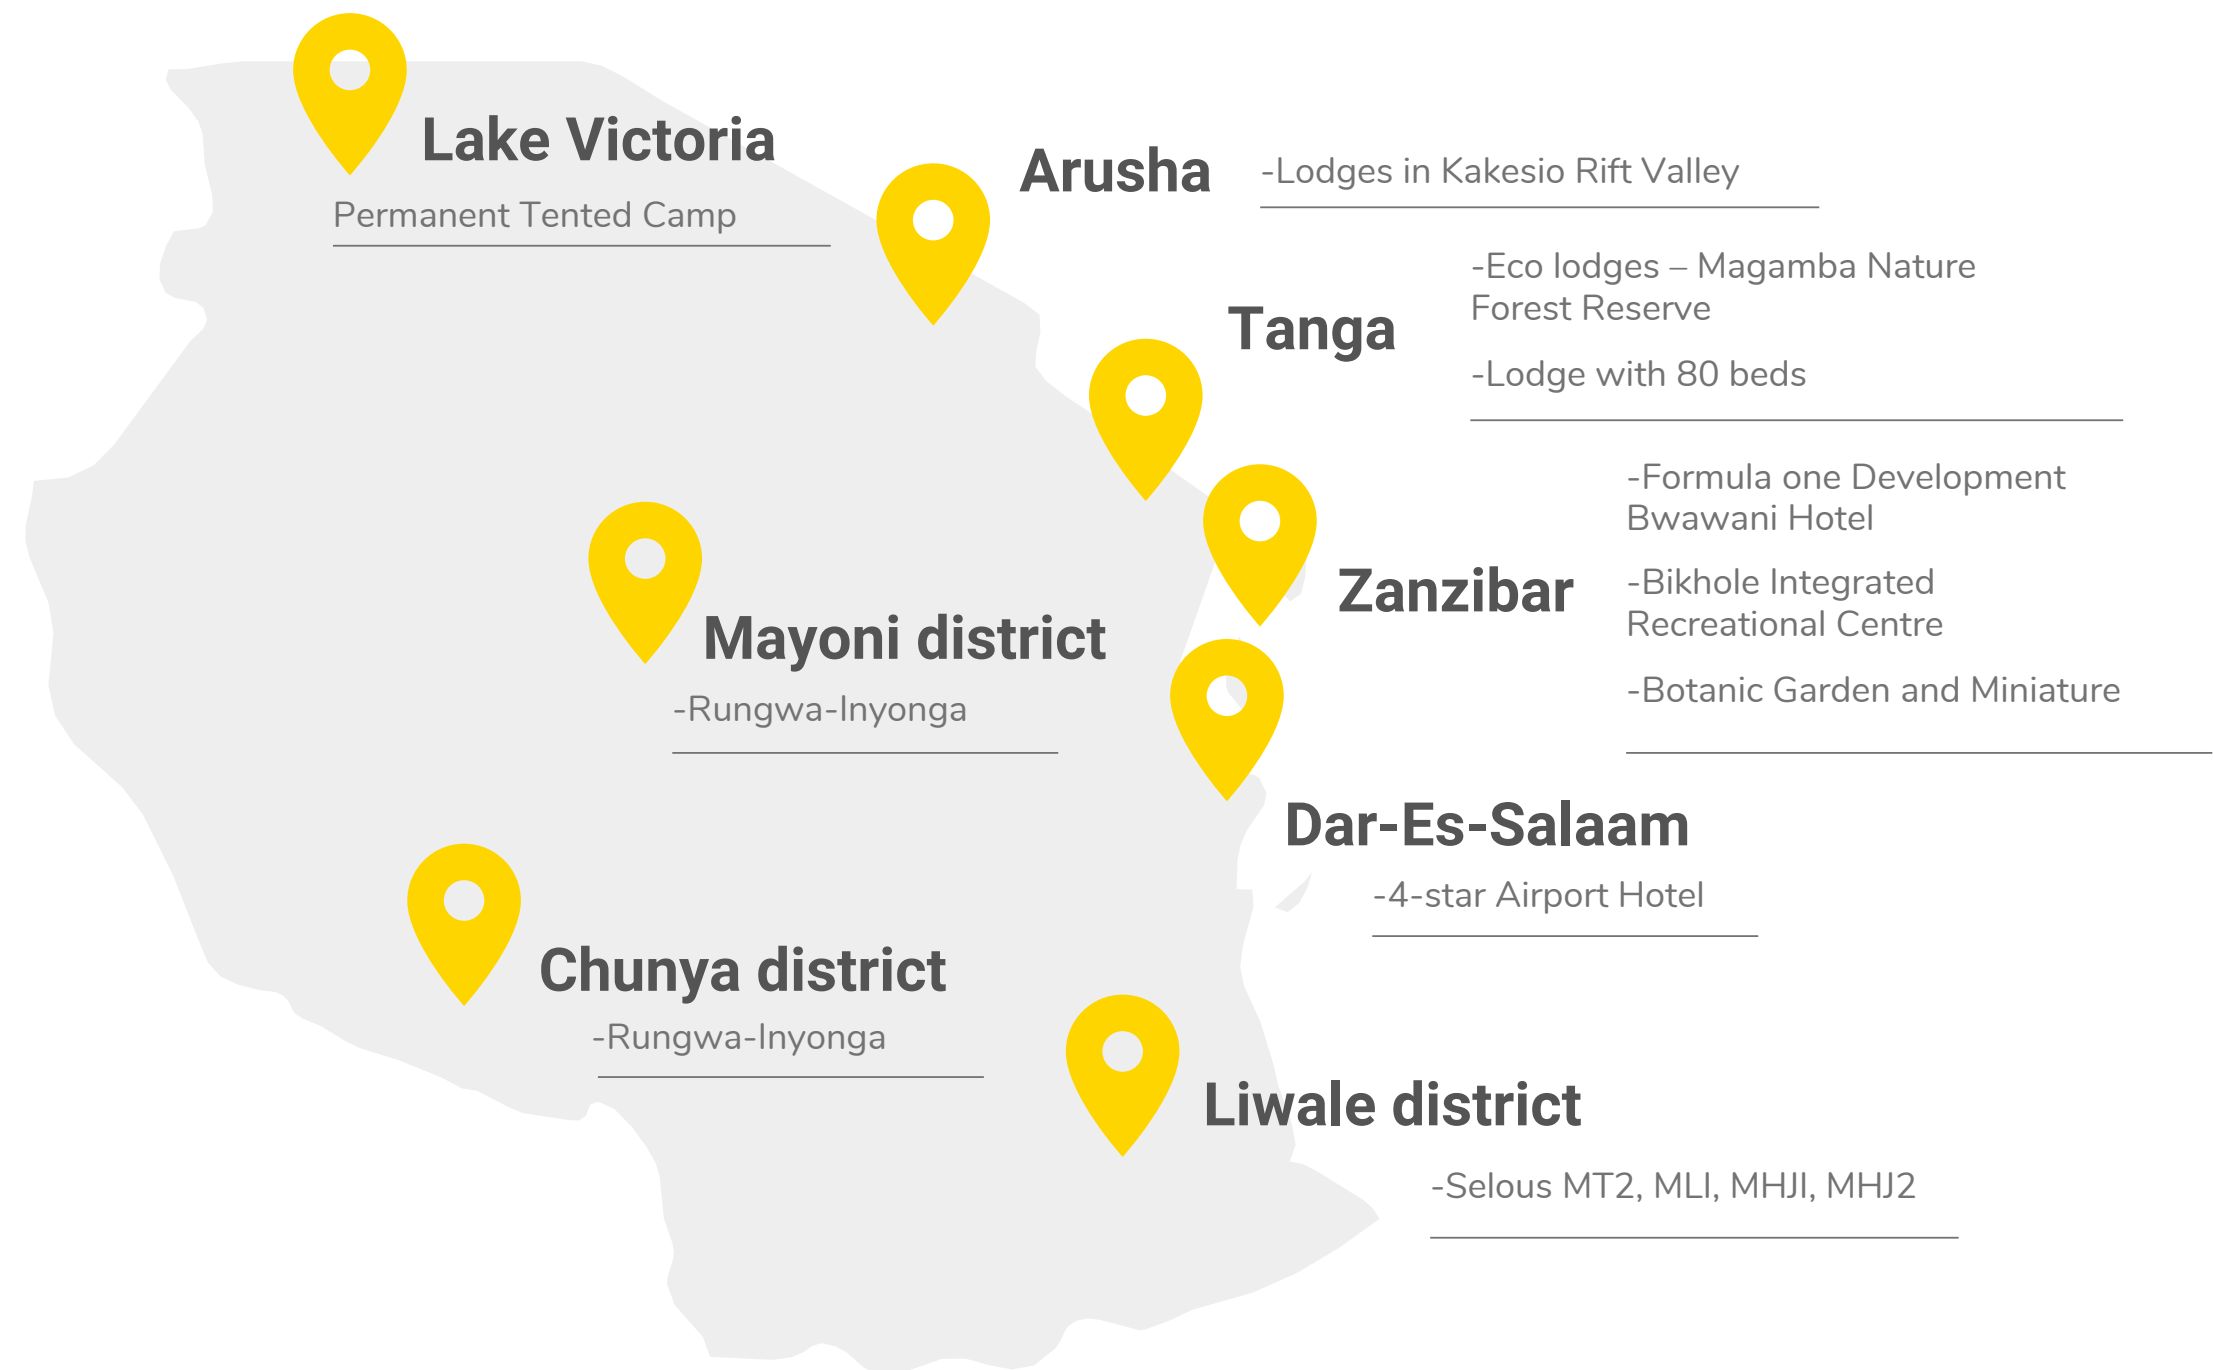 Lake Victoria
Permanent Tented Camp
Arusha
-Lodges in Kakesio Rift Valley
Tanga
-Eco lodges – Magamba Nature
Forest Reserve
-Lodge with 80 beds
Zanzibar
-Formula one Development
Bwawani Hotel
-Bikhole Integrated
Recreational Centre
-Botanic Garden and Miniature
Mayoni district
-Rungwa-Inyonga
Dar-Es-Salaam
-4-star Airport Hotel
Chunya district
-Rungwa-Inyonga
Liwale district
-Selous MT2, MLI, MHJI, MHJ2